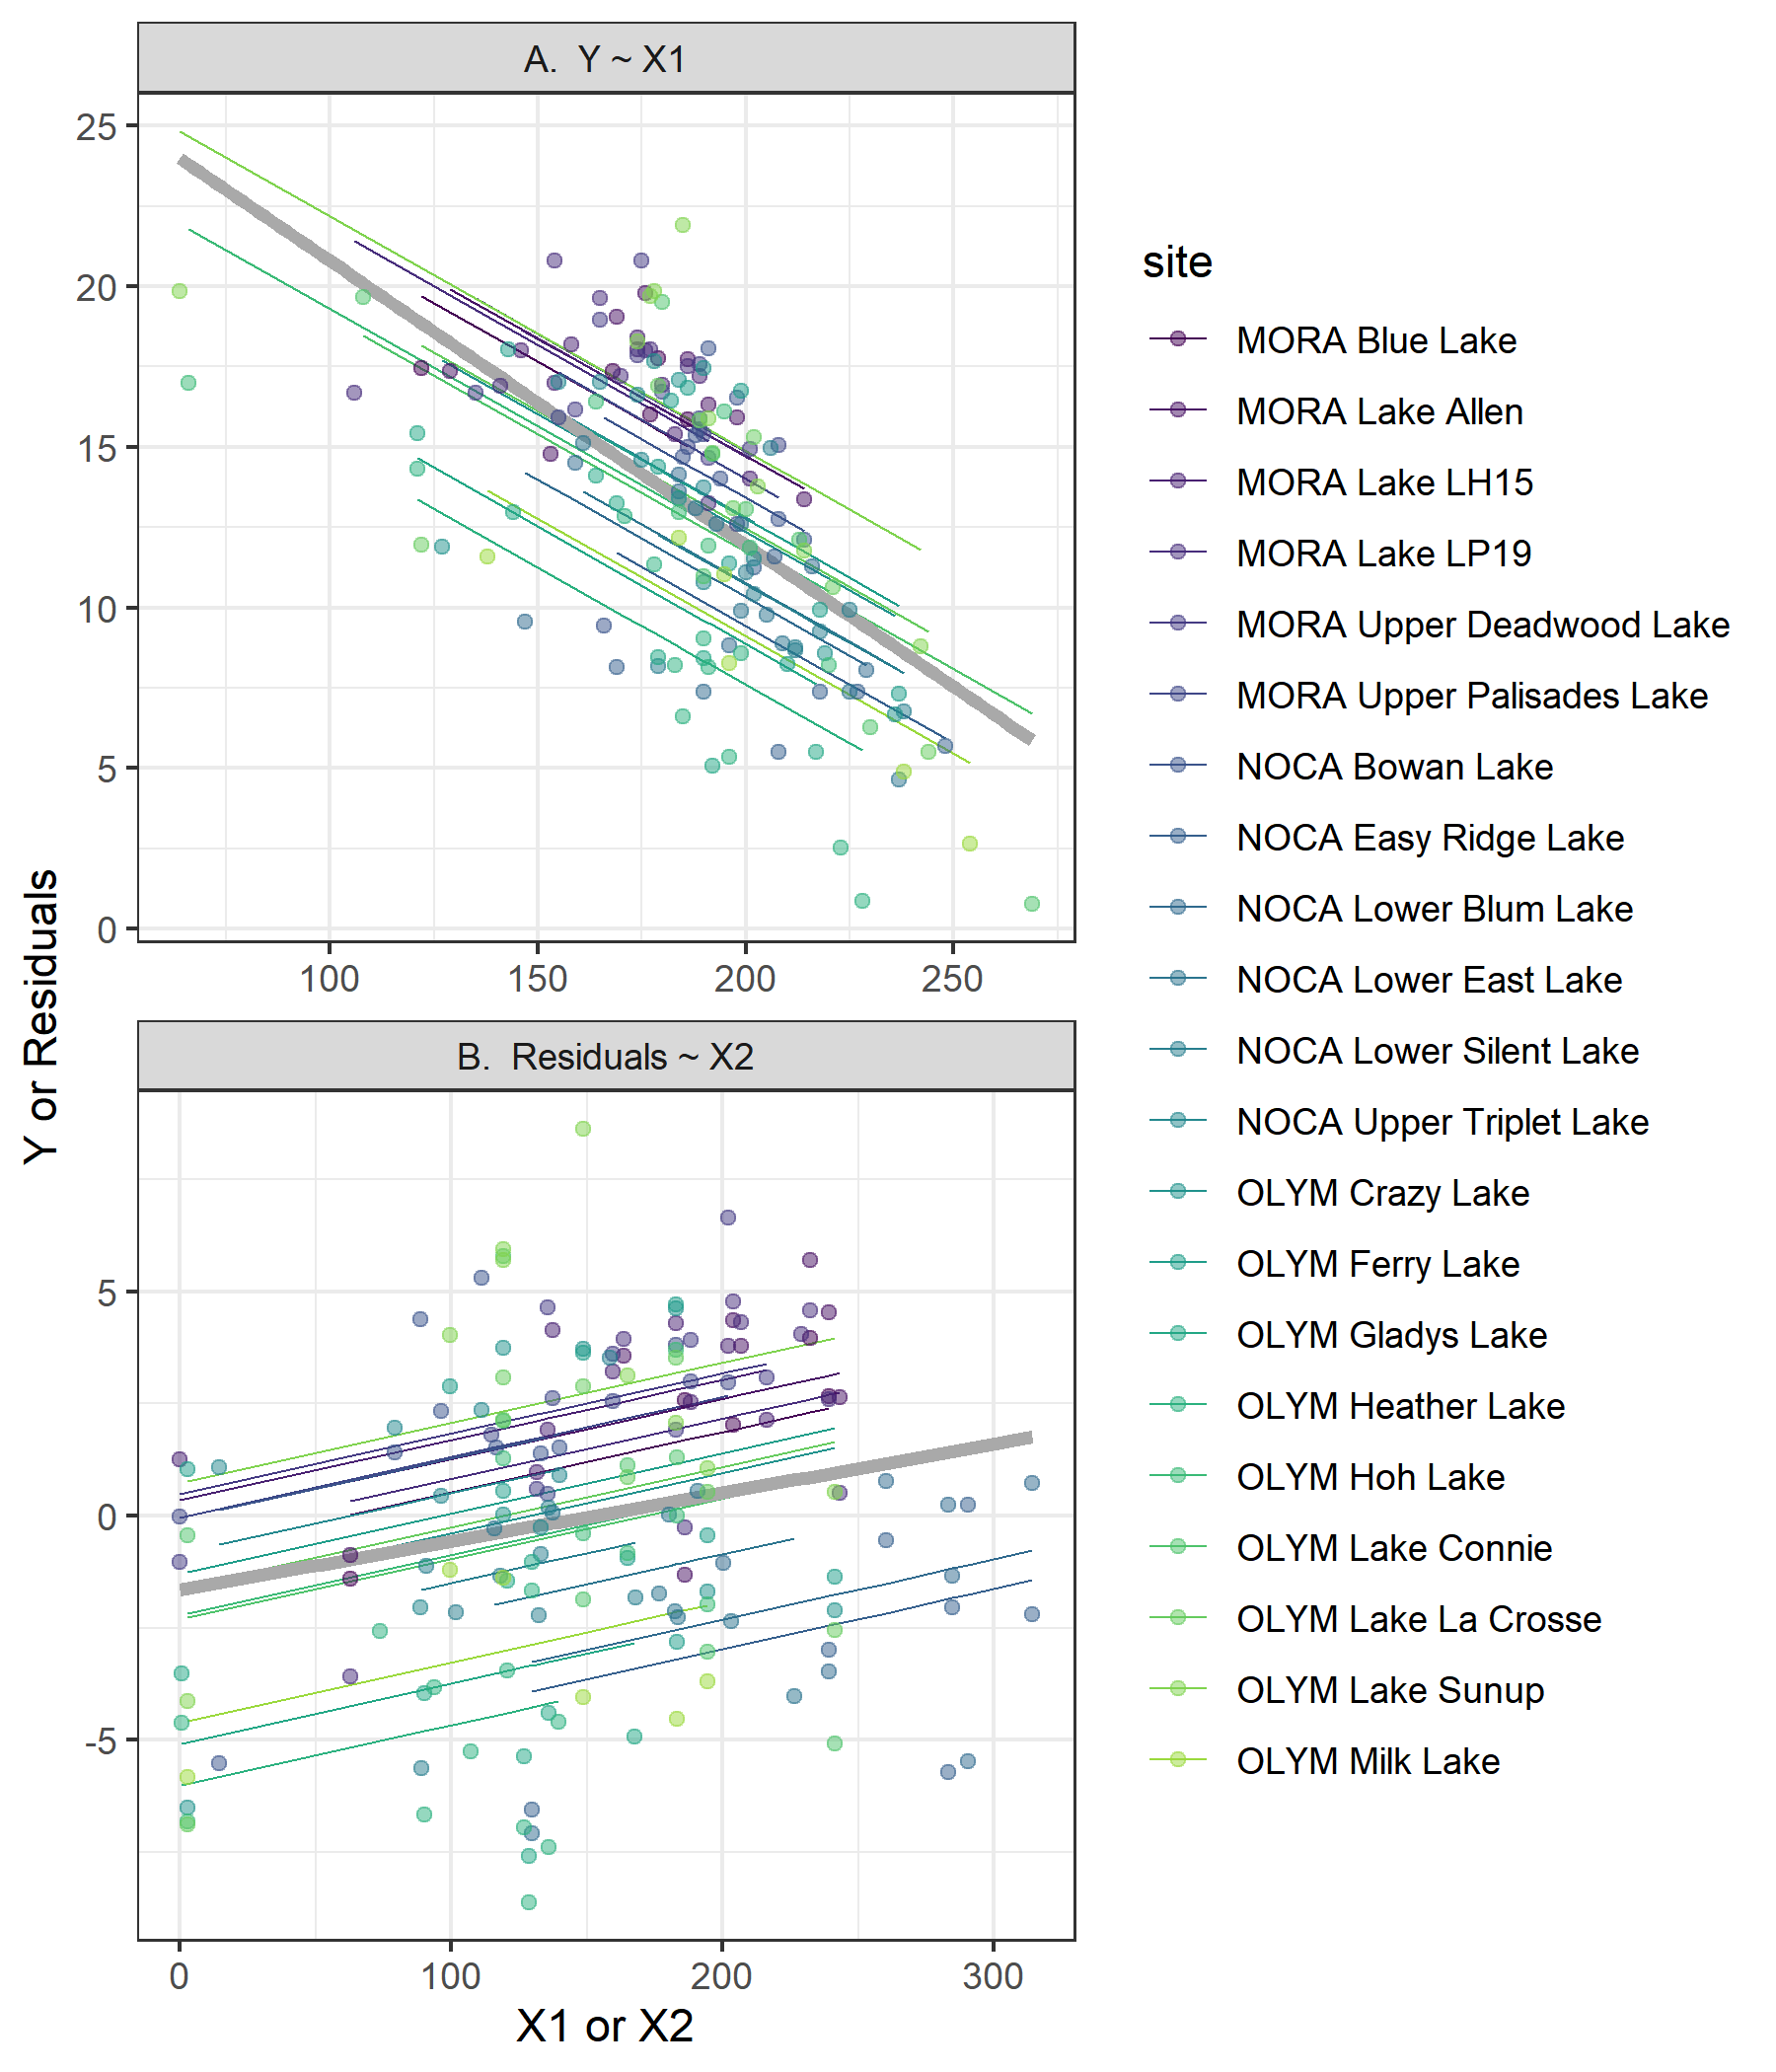 A.  Y ~ X1
25
20
15
10
5
0
100 150 200 250
B.  Residuals ~ X2
5
0
-5
0 100 200 300
X1 or X2
Y or Residuals
site
MORA Blue Lake
MORA Lake Allen
MORA Lake LH15
MORA Lake LP19
MORA Upper Deadwood Lake
MORA Upper Palisades Lake
NOCA Bowan Lake
NOCA Easy Ridge Lake
NOCA Lower Blum Lake
NOCA Lower East Lake
NOCA Lower Silent Lake
NOCA Upper Triplet Lake
OLYM Crazy Lake
OLYM Ferry Lake
OLYM Gladys Lake
OLYM Heather Lake
OLYM Hoh Lake
OLYM Lake Connie
OLYM Lake La Crosse
OLYM Lake Sunup
OLYM Milk Lake